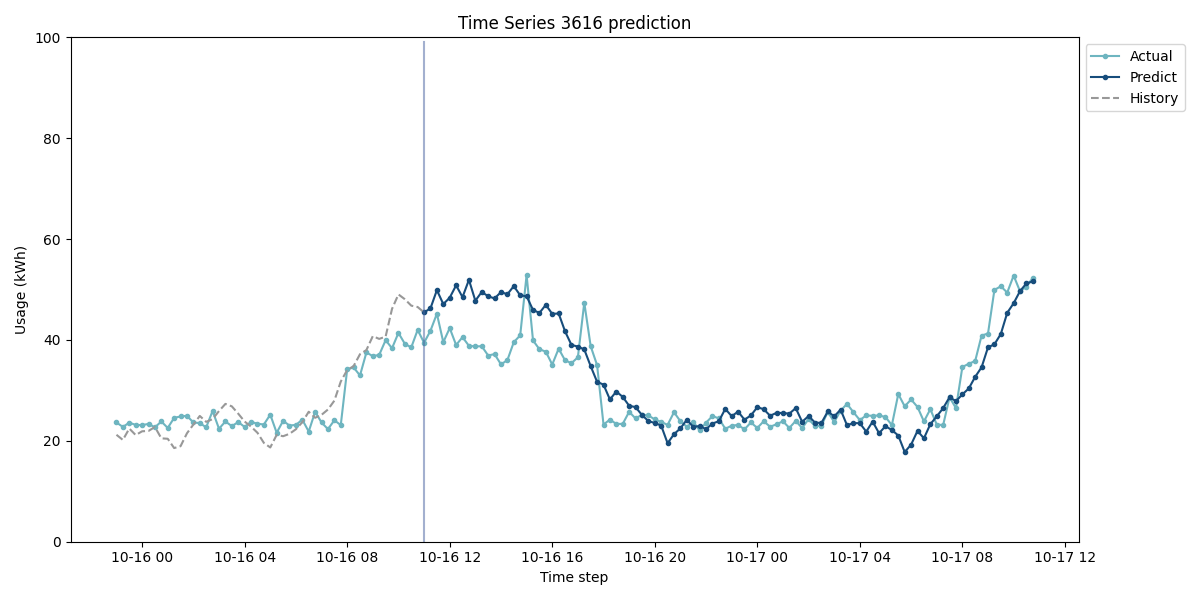 Time Series 3616 prediction
Usage (kWh)
100
80
60
40
20
0
10-16 00
10-16 04
10-16 08
10-16 12
10-16 16
10-16 20
10-17 00
10-17 04
10-17 08
10-17 12
Time step
Actual
Predict
History